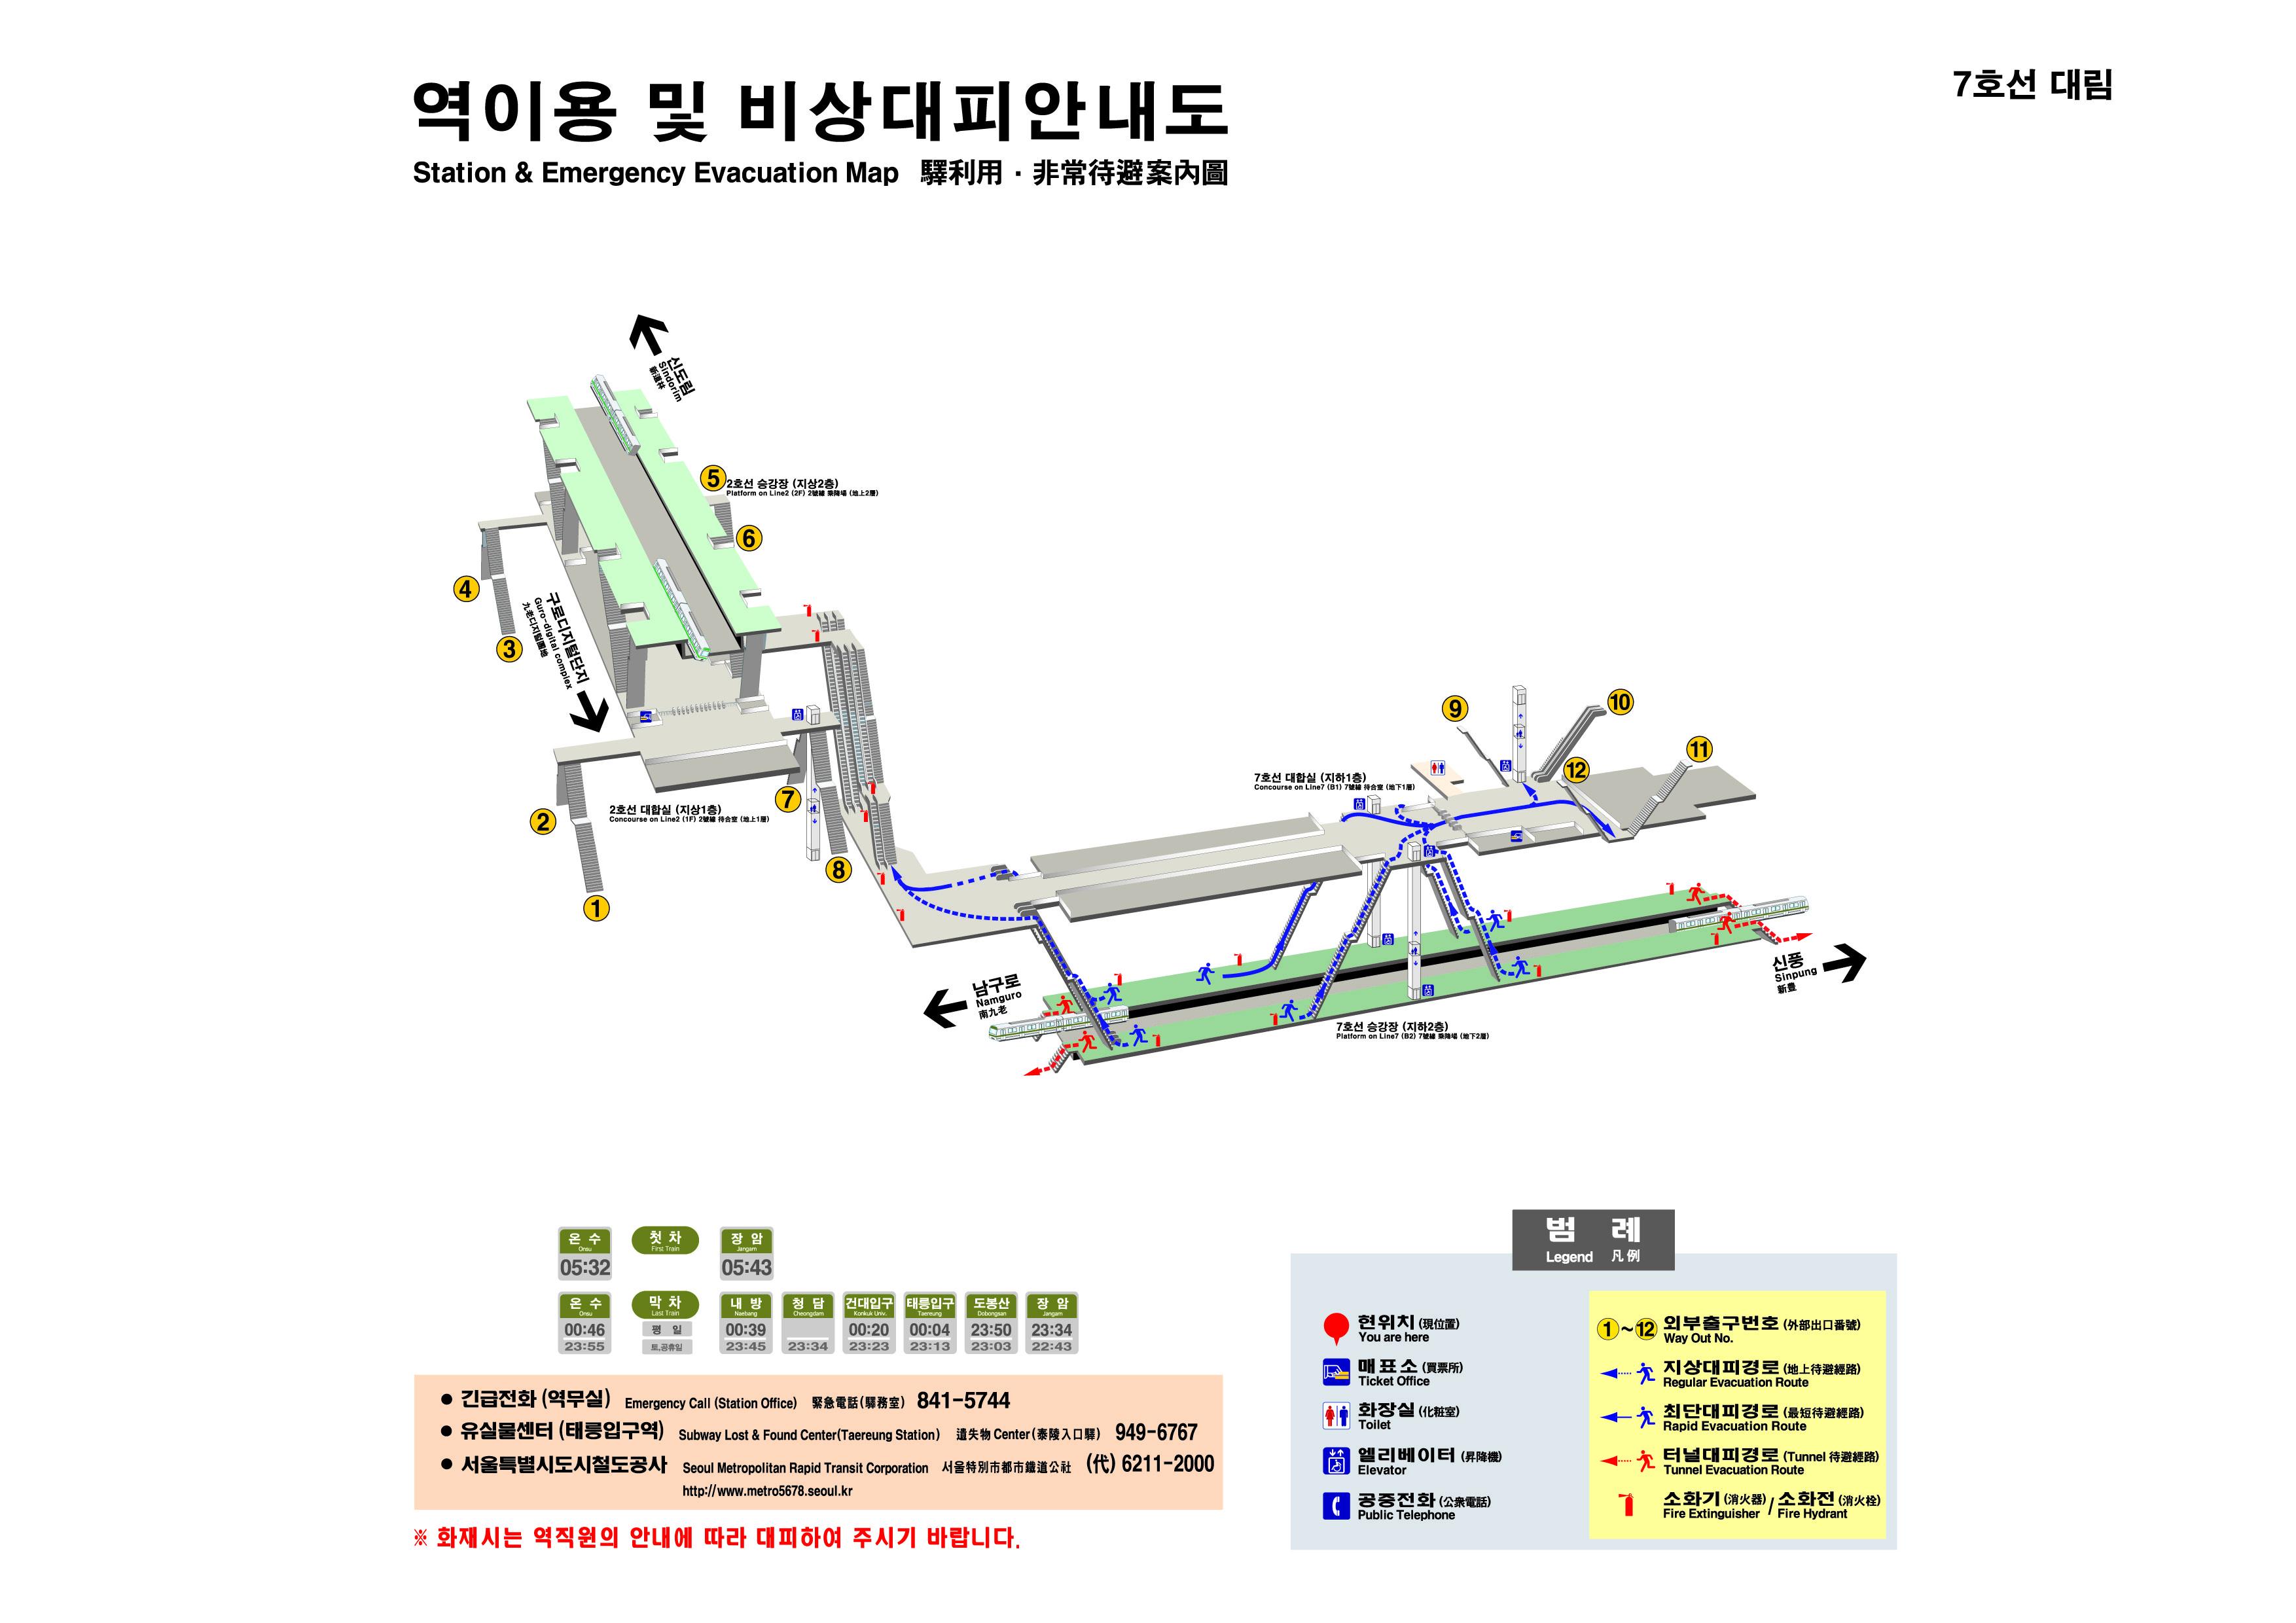 역이용 및 비상대피안내도
Station & Emergency Evacuation Map 驛利用 · 非常待避案內圖
7호선 대림
신도림
Sindorim
新道林
5
2호선 승강장 (지상2층)
Platform on Line2 (2F) 2號線 乘降場 (地上2層)
6
4
3
구로디지털단지
Guro-digital complex
九老디지털團地
2
1
2호선 대합실 (지상1층)
Concourse on Line2 (1F) 2號線 待合室 (地上1層)
7
8
9
10
11
12
7호선 대합실 (지하1층)
Concourse on Line7 (B1) 7號線 待合室 (地下1層)
남구로
Namguro
南九老
신풍
Sinpung
新豊
7호선 승강장 (지하2층)
Platform on Line7 (B2) 7號線 乘降場 (地下2層)
온 수
Onsu
05:32
첫 차
First Train
장 암
Jangam
05:43
온 수
Onsu
00:46
23:55
막 차
Last Train
평 일
토,공휴일
내 방
Naebang
00:39
23:45
청 담
Cheongdam
23:34
건대입구
Konkuk Univ.
00:20
23:23
태릉입구
Taereung
00:04
23:13
도봉산
Dobongsan
23:50
23:03
장 암
Jangam
23:34
22:43
● 긴급전화 (역무실) Emergency Call (Station Office) 緊急電話(驛務室) 841-5744
● 유실물센터 (태릉입구역) Subway Lost & Found Center(Taereung Station) 遺失物 Center(泰陵入口驛) 949-6767
● 서울특별시도시철도공사 Seoul Metropolitan Rapid Transit Corporation 서울特別市都市鐵道公社 (代) 6211-2000
http://www.metro5678.seoul.kr
※ 화재시는 역직원의 안내에 따라 대피하여 주시기 바랍니다.
범 례
Legend 凡例
현위치 (現位置)
You are here
매표소 (買票所)
Ticket Office
화장실 (化粧室)
Toilet
엘리베이터 (昇降機)
Elevator
공중전화 (公衆電話)
Public Telephone
1 ~ 12 외부출구번호 (外部出口番號)
Way Out No.
지상대피경로 (地上待避經路)
Regular Evacuation Route
최단대피경로 (最短待避經路)
Rapid Evacuation Route
터널대피경로 (Tunnel 待避經路)
Tunnel Evacuation Route
소화기 (消火器) / 소화전 (消火栓)
Fire Extinguisher / Fire Hydrant